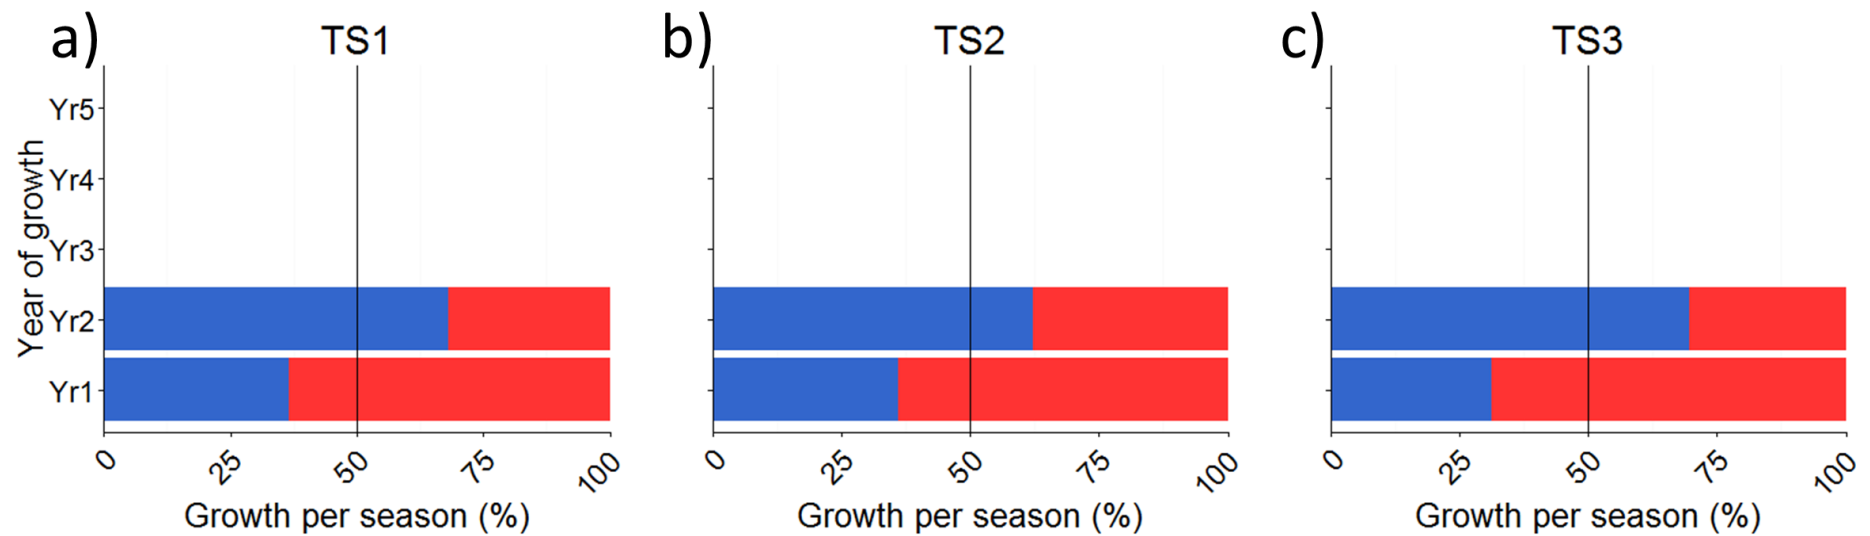 a) TS1
Year of growth
Yr5
Yr4
Yr3
Yr2
Yr1
0 25 50 75 100
Growth per season (%)
b) TS2
0 25 50 75 100
Growth per season (%)
c) TS3
0 25 50 75 100
Growth per season (%)